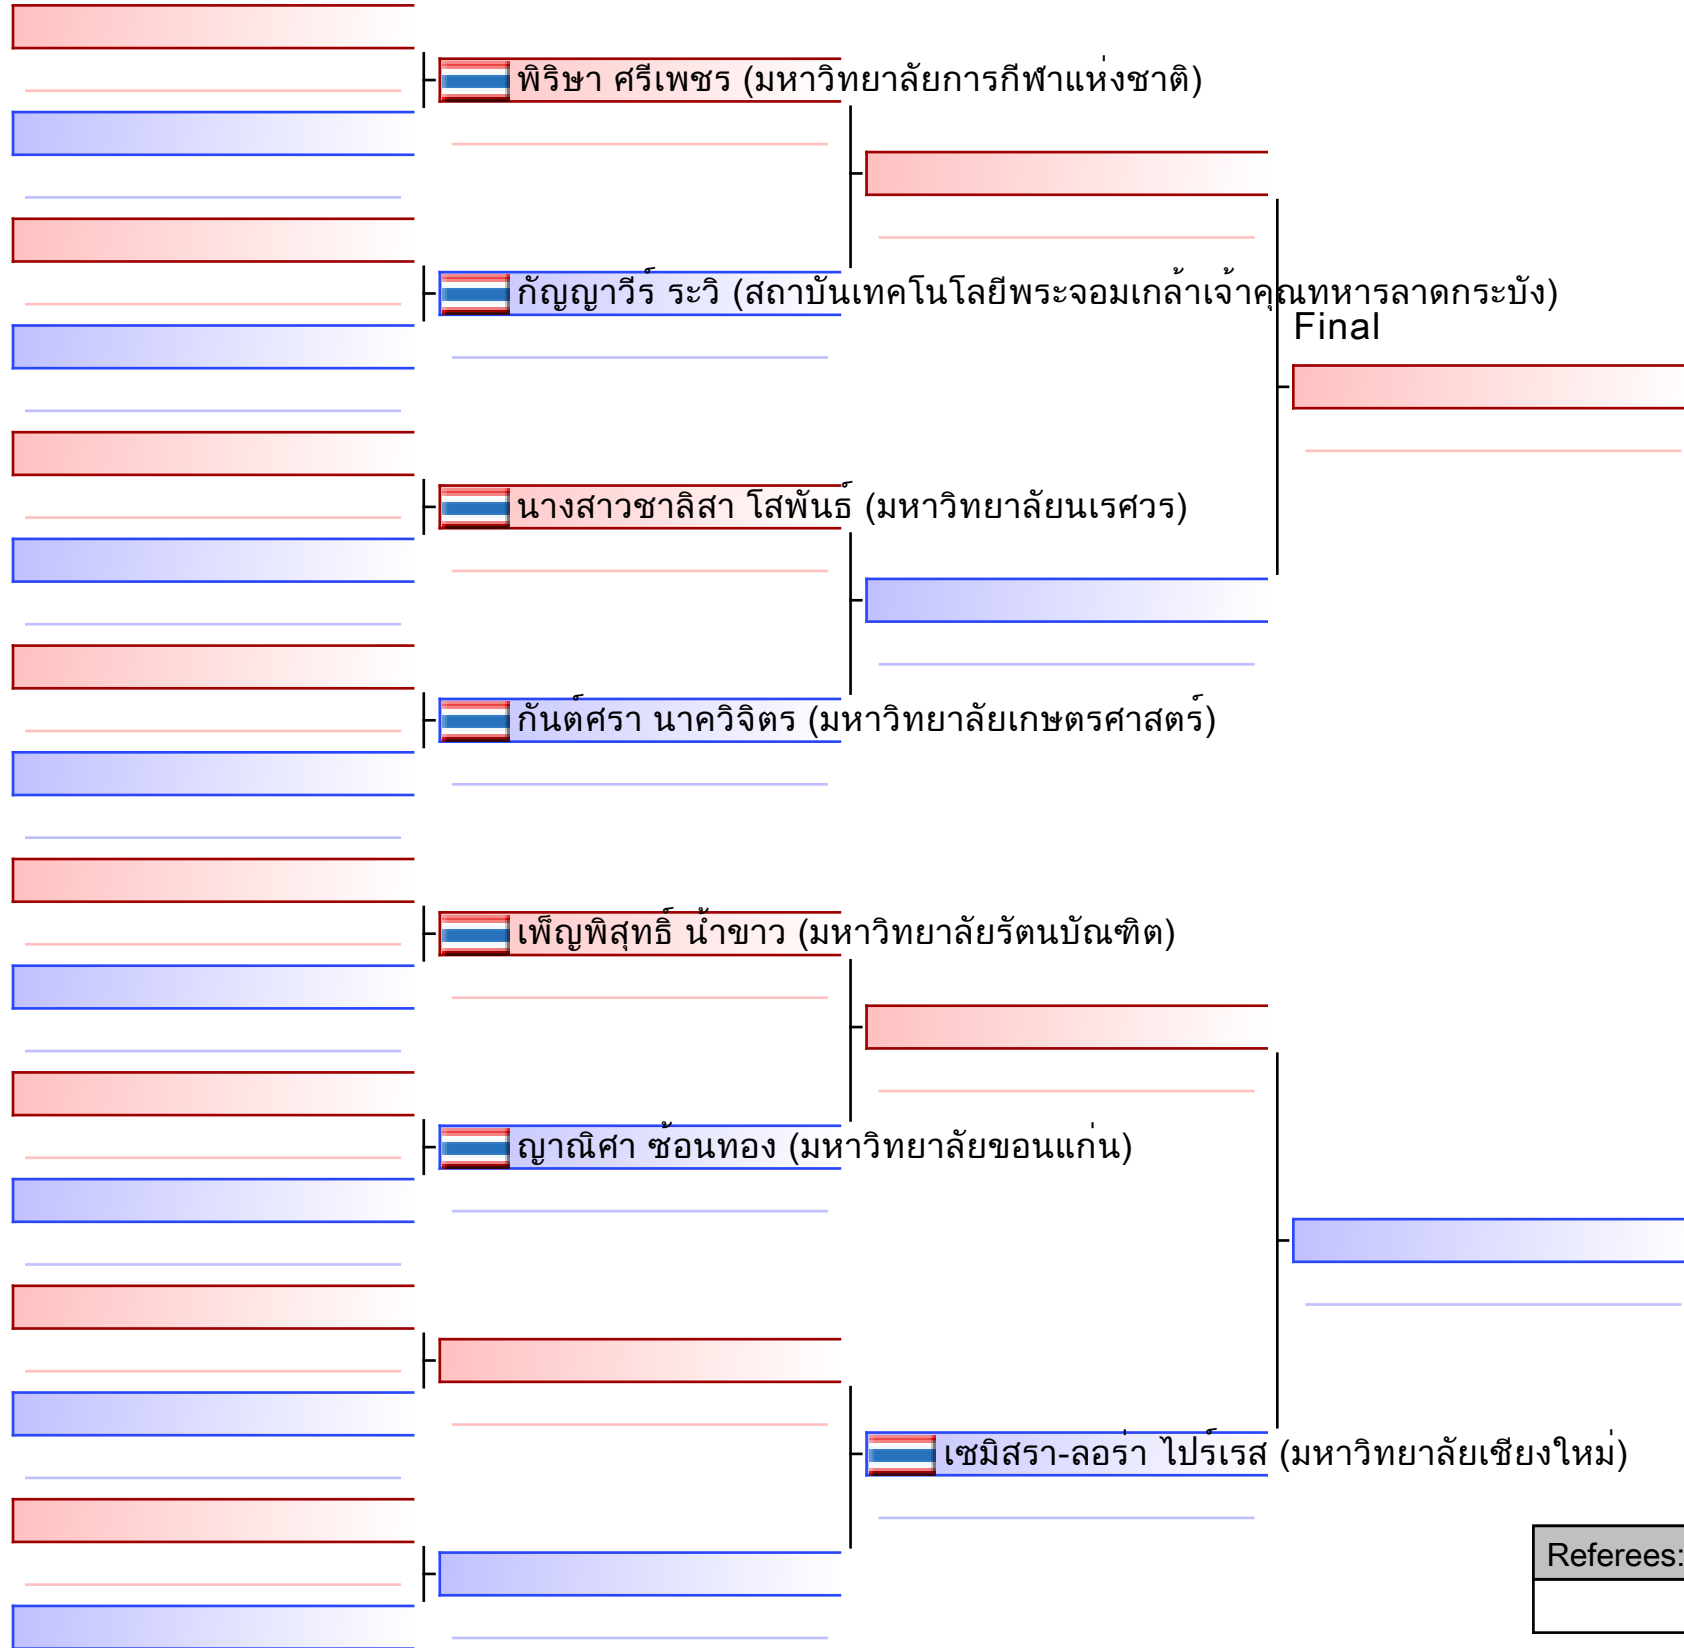 พิริษา ศรีเพชร (มหาวิทยาลัยการกีฬาแห่งชาติ)
กัญญาวีร์ ระวิ (สถาบันเทคโนโลยีพระจอมเกล้าเจ้าคุณทหารลาดกระบัง)
Final
นางสาวชาลิสา โสพันธ์ (มหาวิทยาลัยนเรศวร)
กันต์ศรา นาควิจิตร (มหาวิทยาลัยเกษตรศาสตร์)
เพ็ญพิสุทธิ์ น้ำขาว (มหาวิทยาลัยรัตนบัณฑิต)
ญาณิศา ซ้อนทอง (มหาวิทยาลัยขอนแก่น)
เซมิสรา-ลอร่า ไปร์เรส (มหาวิทยาลัยเชียงใหม่)
Referees: